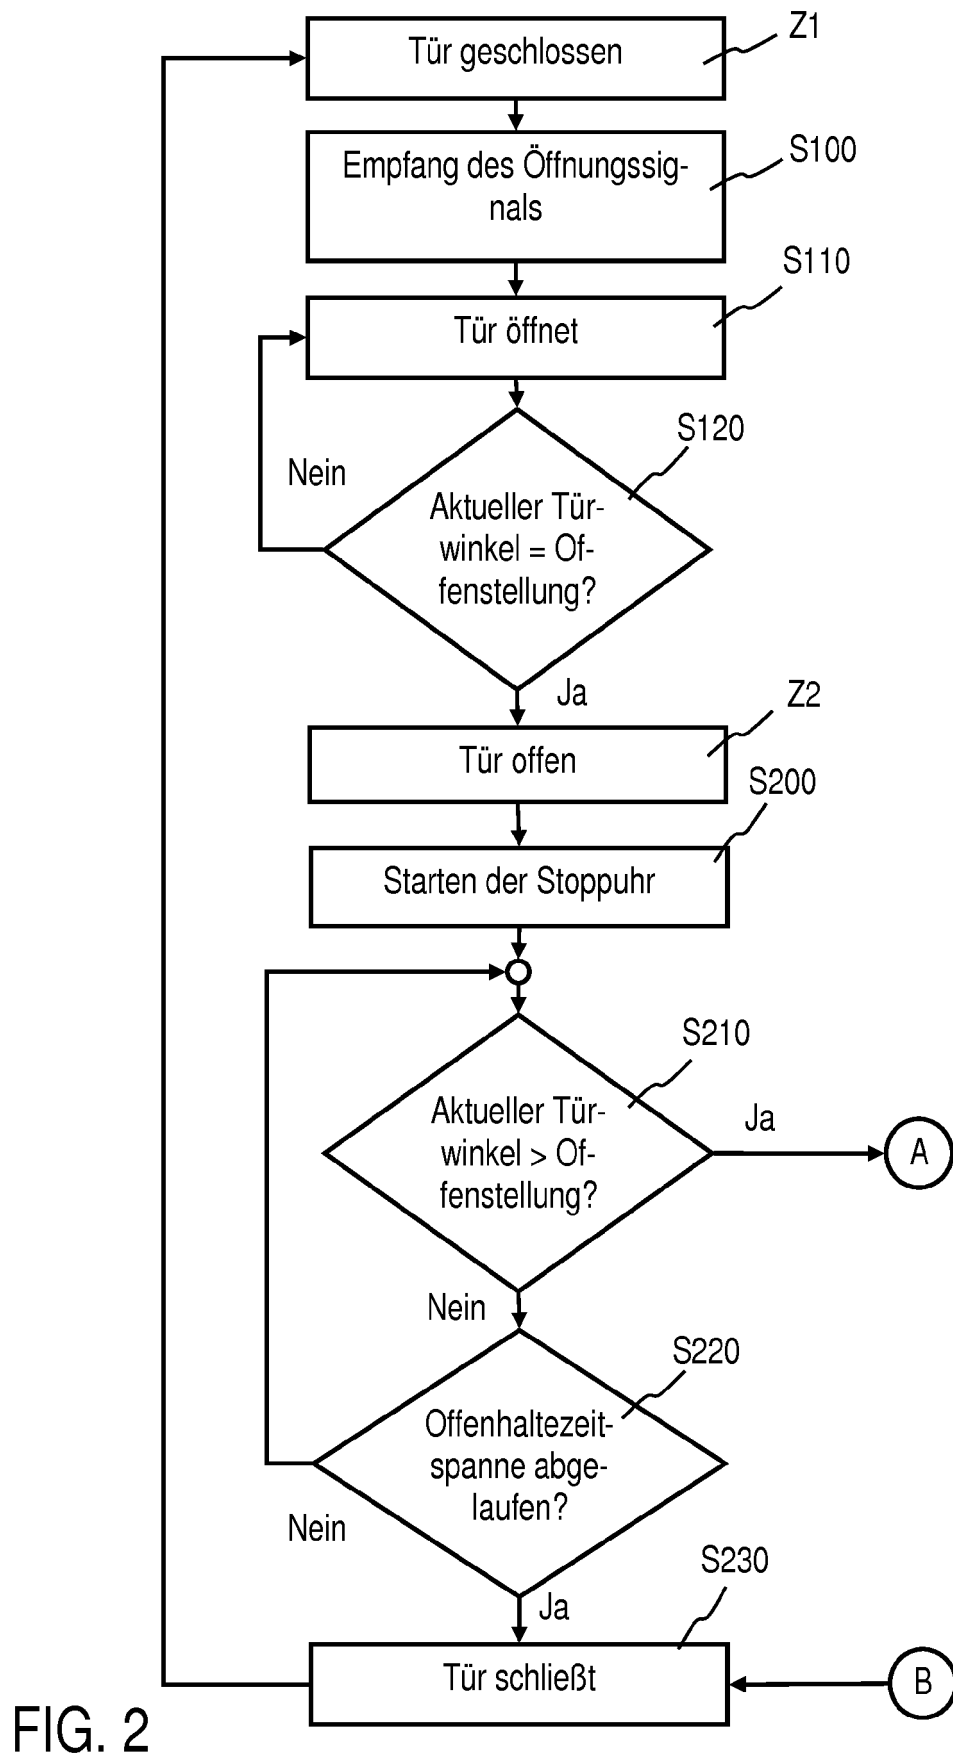 Tür geschlossen
Z1
Empfang des Öffnungssig-
nals
S100
Tür öffnet
S110
S120
Nein
Aktueller Tür-
winkel = Of-
fenstellung?
Ja
Z2
Tür offen
S200
Starten der Stoppuhr
S210
Aktueller Tür-
winkel > Of-
fenstellung?
Ja
A
Nein
S220
Offenhaltezeit-
spanne abge-
laufen?
Nein
Ja
S230
Tür schließt
B
FIG. 2